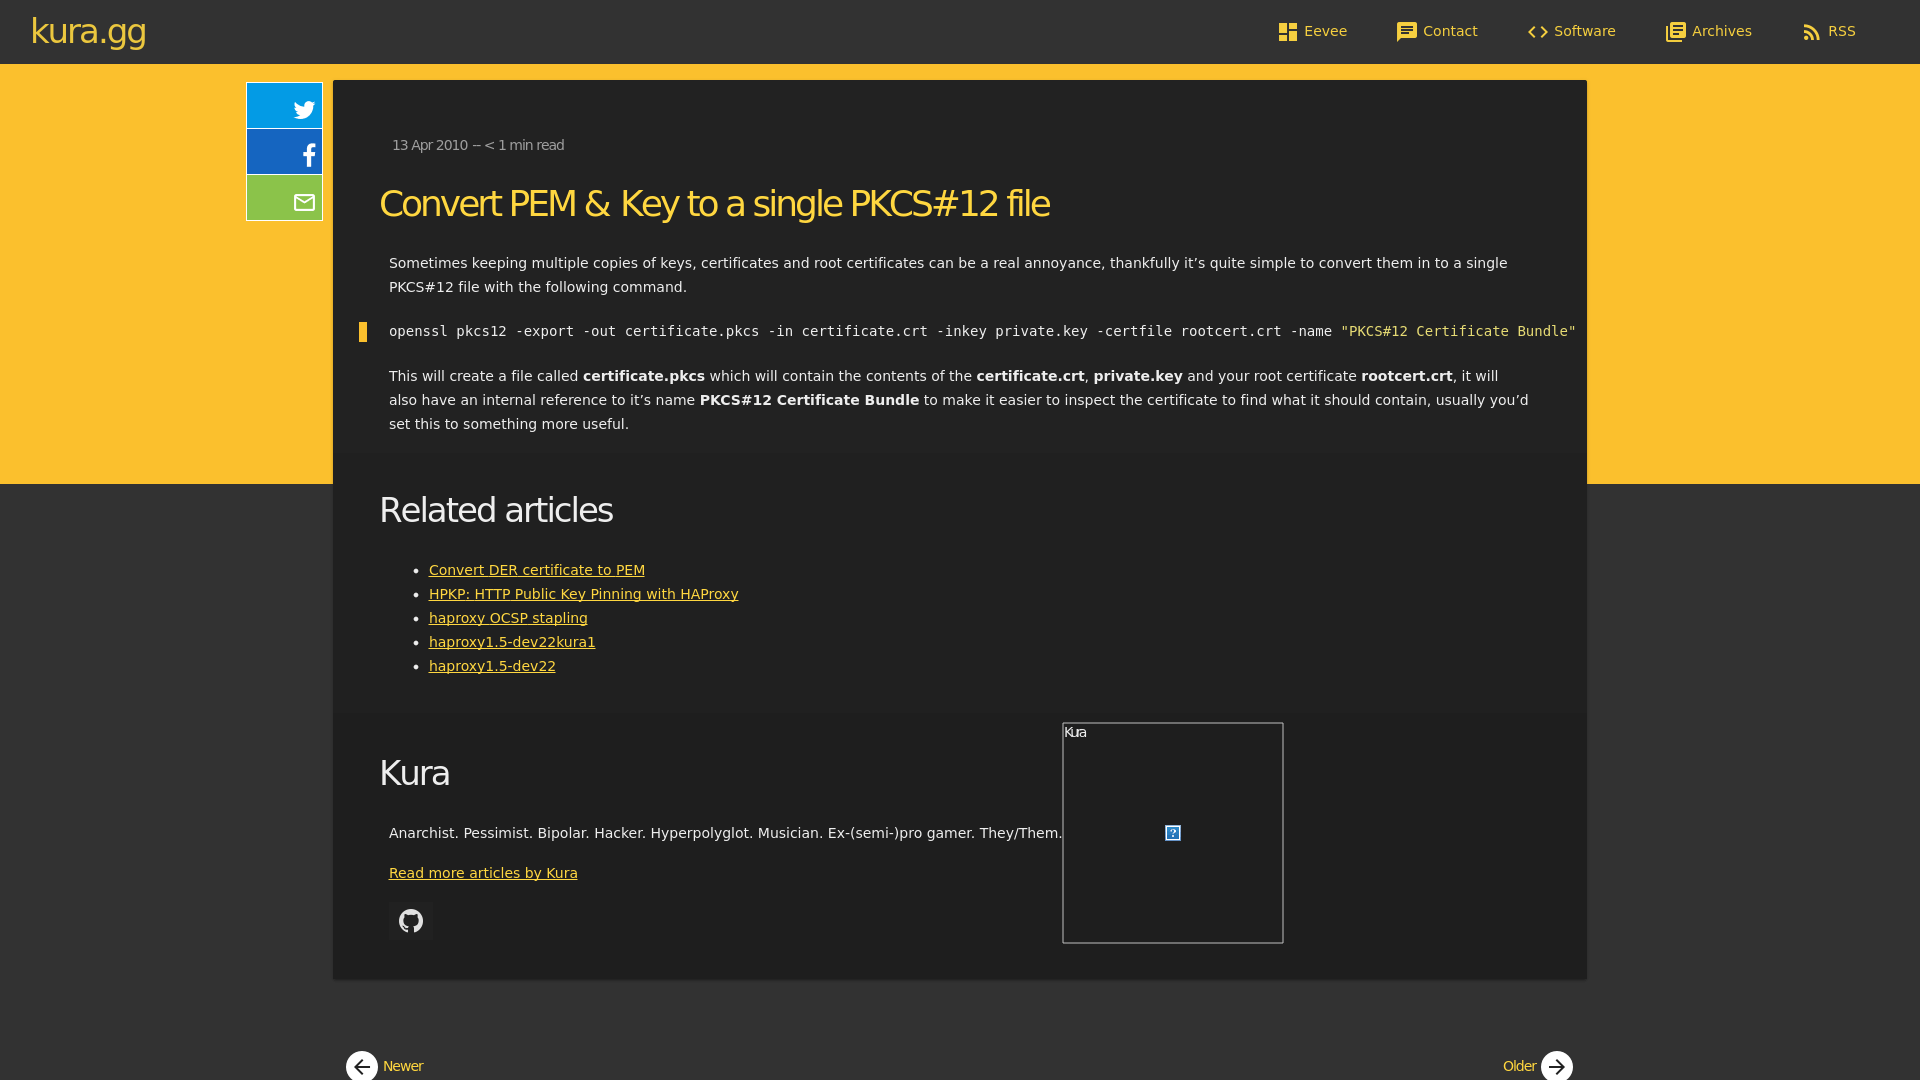 kura.gg
Eevee
Contact
Software
Archives
RSS
13 Apr 2010 -- < 1 min read
Convert PEM & Key to a single PKCS#12 file
Sometimes keeping multiple copies of keys, certificates and root certificates can be a real annoyance, thankfully it’s quite simple to convert them in to a single
PKCS#12 file with the following command.
openssl pkcs12 -export -out certificate.pkcs -in certificate.crt -inkey private.key -certfile rootcert.crt -name "PKCS#12 Certificate Bundle"
This will create a file called certificate.pkcs which will contain the contents of the certificate.crt, private.key and your root certificate rootcert.crt, it will
also have an internal reference to it’s name PKCS#12 Certificate Bundle to make it easier to inspect the certificate to find what it should contain, usually you’d
set this to something more useful.
Related articles
Convert DER certificate to PEM
HPKP: HTTP Public Key Pinning with HAProxy
haproxy OCSP stapling
haproxy1.5-dev22kura1
haproxy1.5-dev22
Kura
Kura
Anarchist. Pessimist. Bipolar. Hacker. Hyperpolyglot. Musician. Ex-(semi-)pro gamer. They/Them.
Read more articles by Kura
Newer
Older